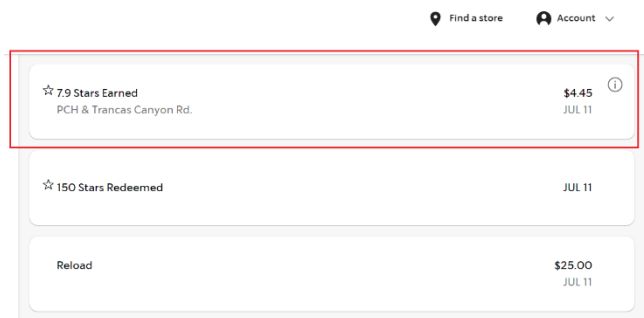 Find a store
Account
7.9 Stars Earned
$4.45
PCH & Trancas Canyon Rd.
JUL 11
150 Stars Redeemed
JUL 11
Reload
$25.00
JUL 11